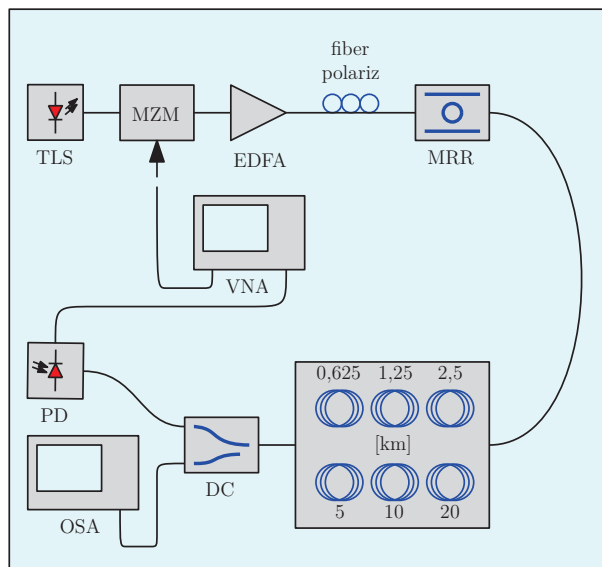 fiber
polariz
MZM
TLS
EDFA
MRR
VNA
PD
0,625 1,25 2,5
[km]
DC
5 10 20
OSA